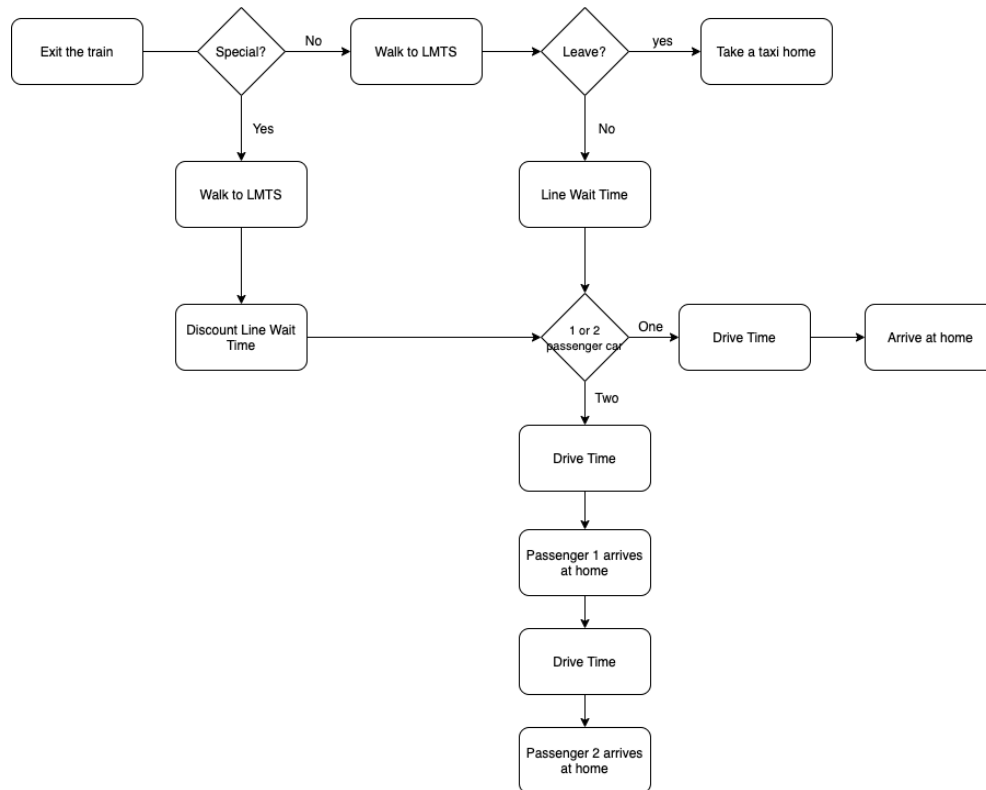 Exit the train
Special?
No
Walk to LMTS
Leave?
yes
Take a taxi home
Yes
No
Walk to LMTS
Line Wait Time
Discount Line Wait
Time
1 or 2
passenger car
One
Drive Time
Arrive at home
Two
Drive Time
Passenger 1 arrives
at home
Drive Time
Passenger 2 arrives
at home